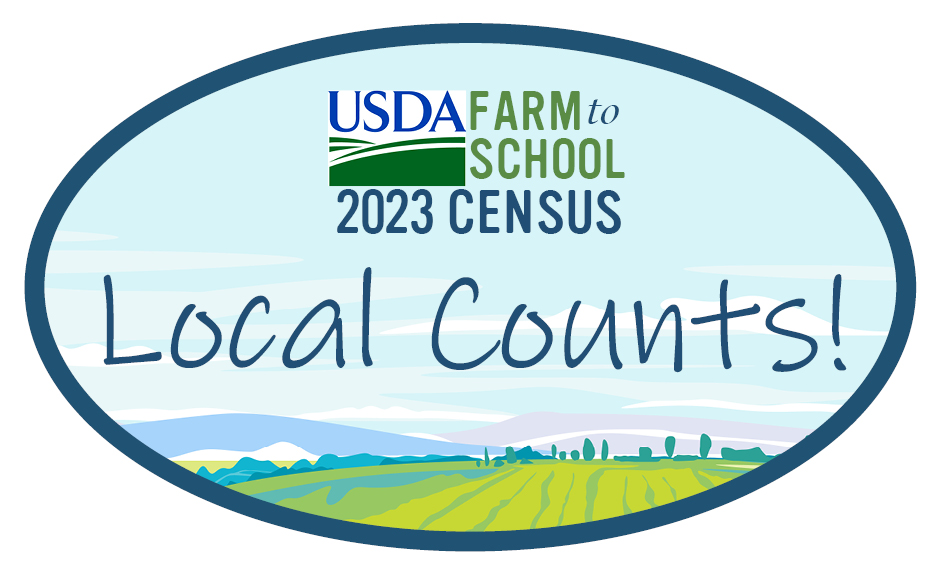 USDA FARM to
SCHOOL
2023 CENSUS
Local Counts!